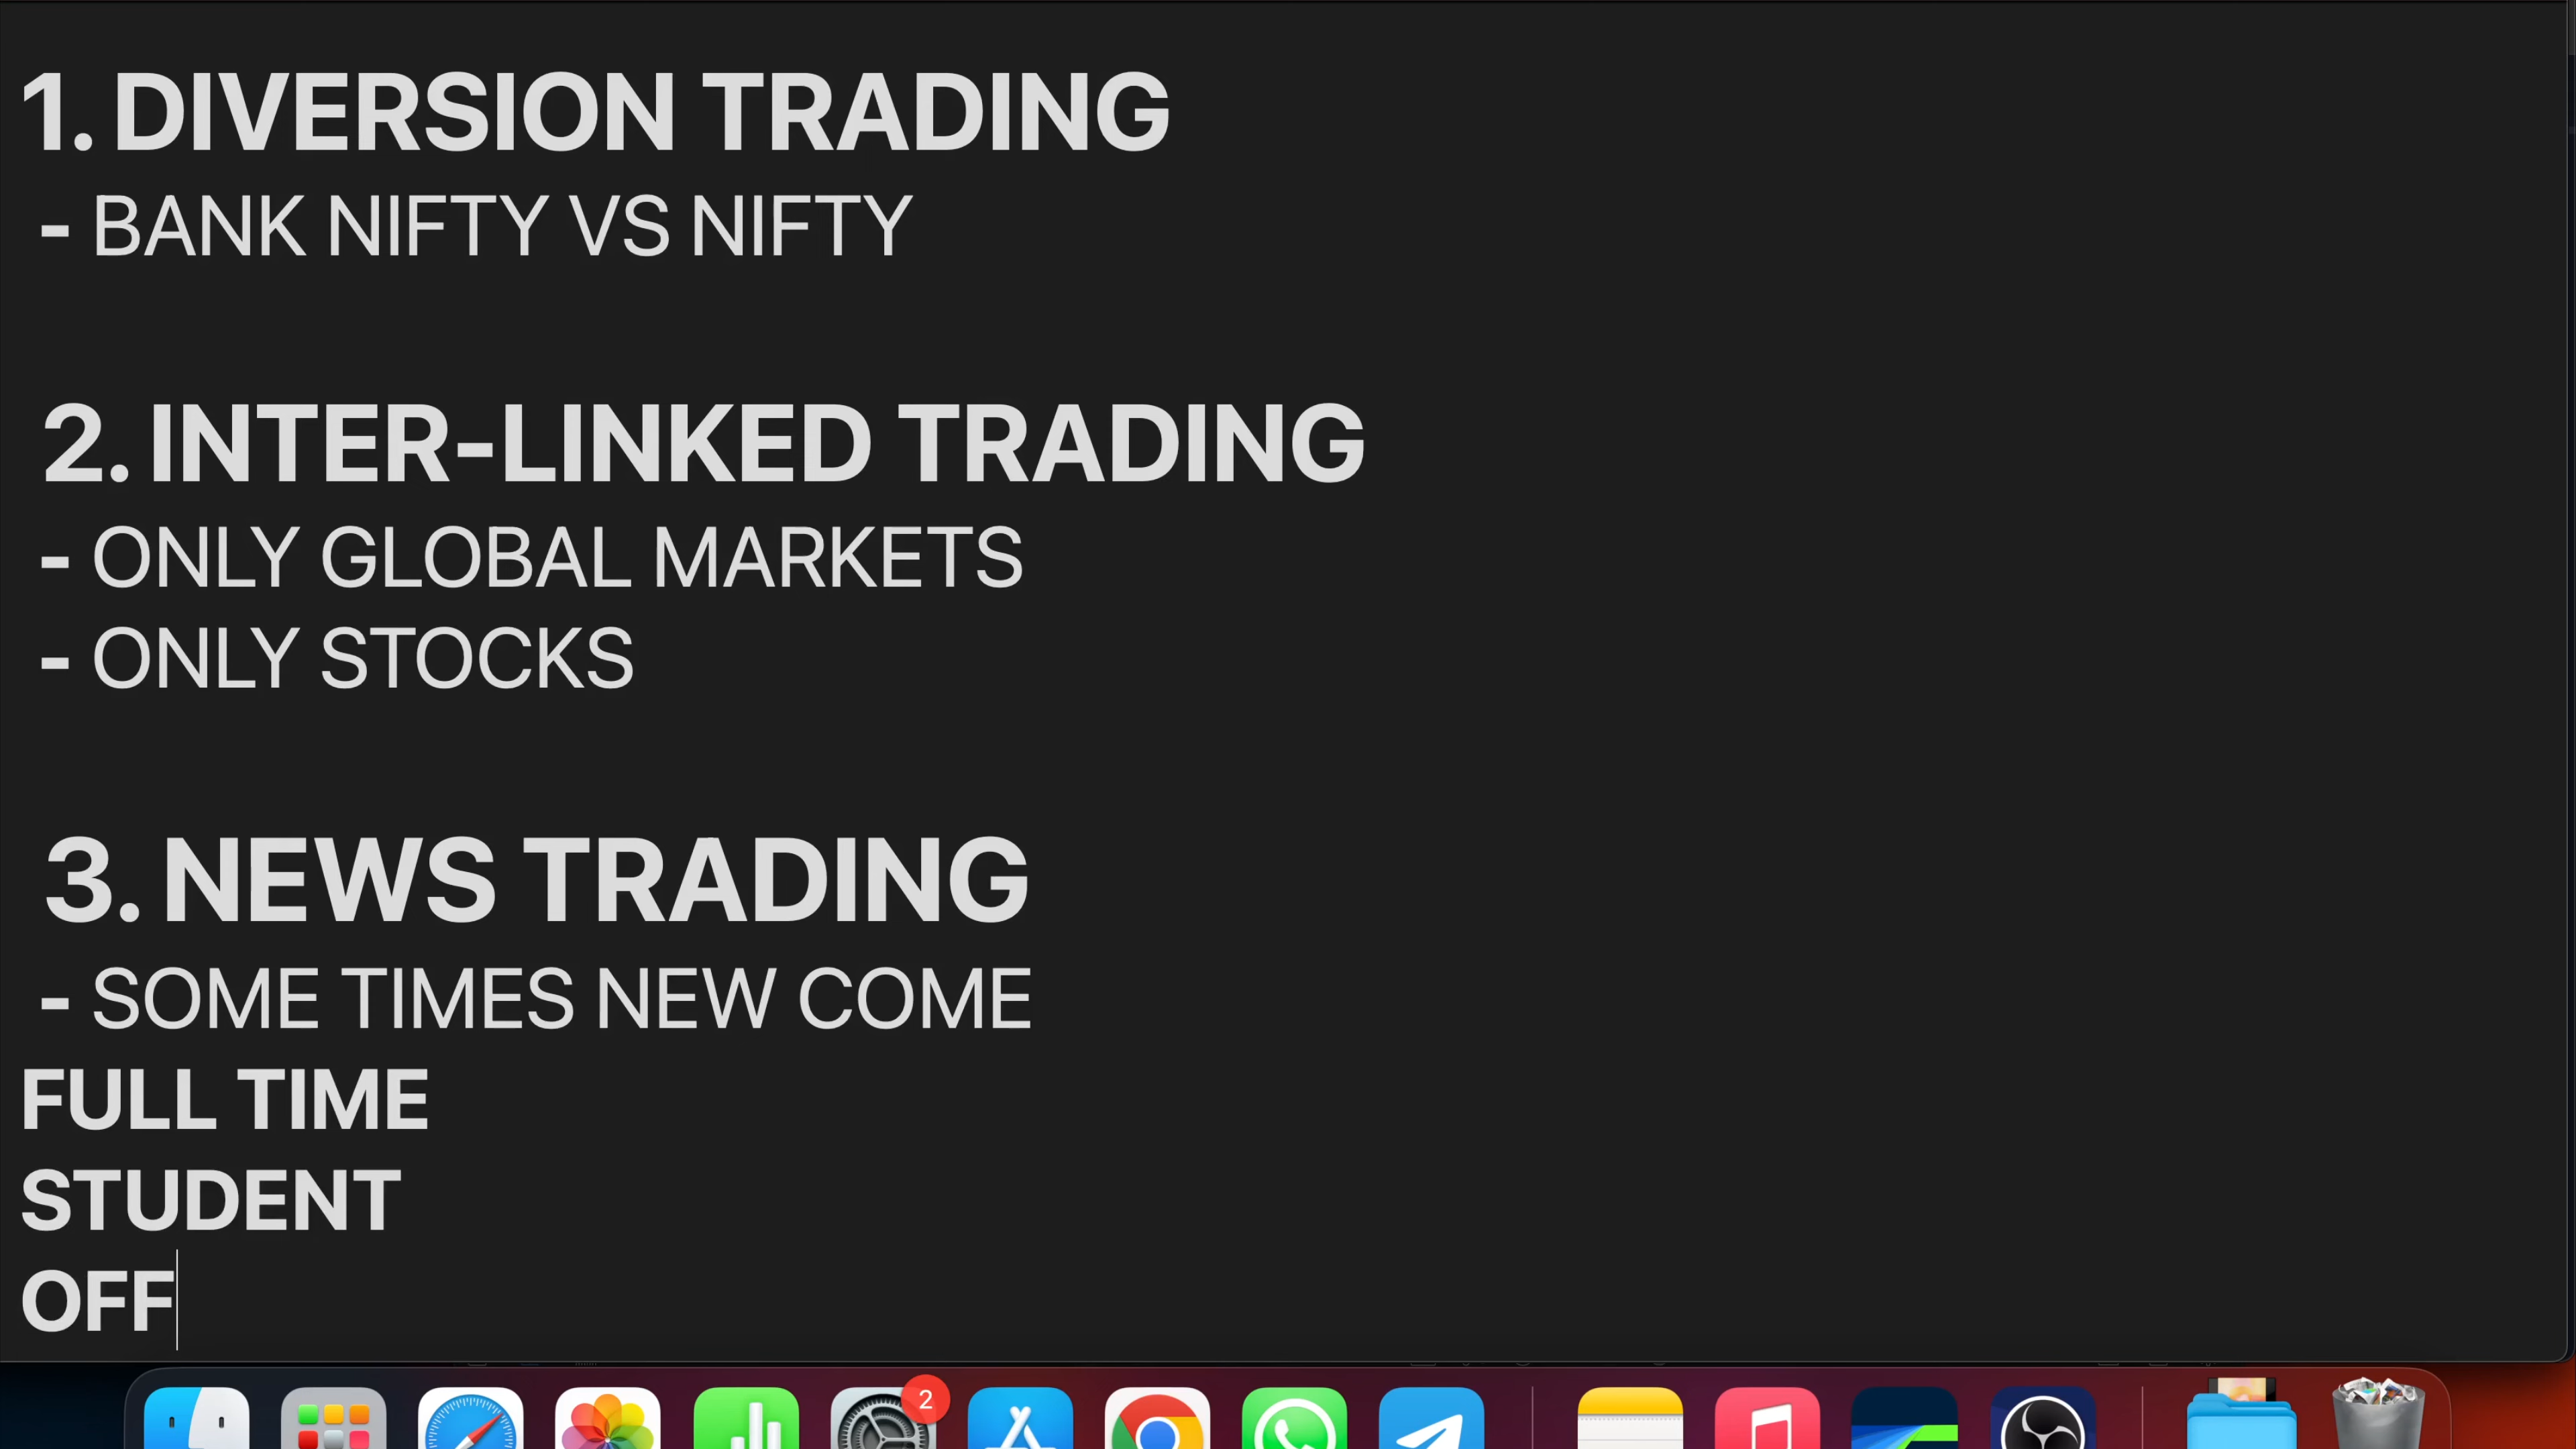 1. DIVERSION TRADING
- BANK NIFTY VS NIFTY
2. INTER-LINKED TRADING
- ONLY GLOBAL MARKETS
- ONLY STOCKS
3. NEWS TRADING
- SOME TIMES NEW COME
FULL TIME
STUDENT
OFF
2